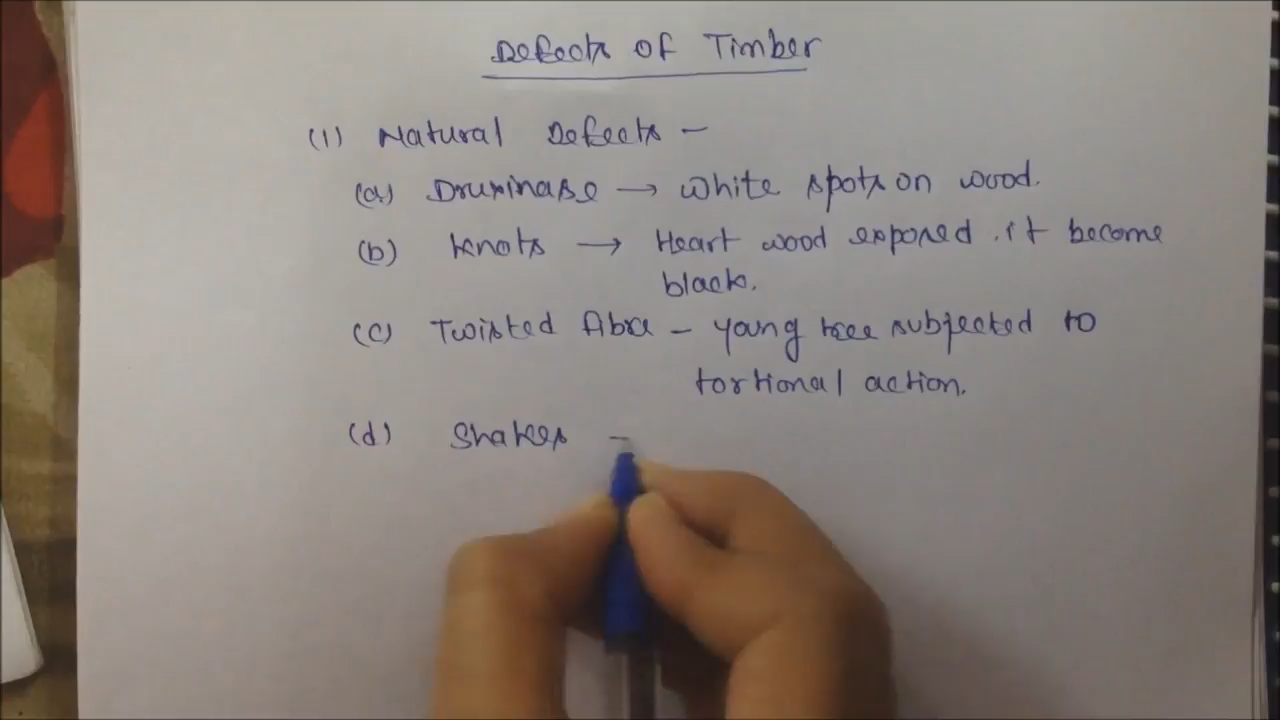 Defects of Timber
(1) Natural Defects -
(a) Druxinase → White spots on wood.
(b) Knots → Heart wood exposed . it become
black.
(c) Twisted Fibre - young tree subjected to
tortional action.
(d) Shakes -